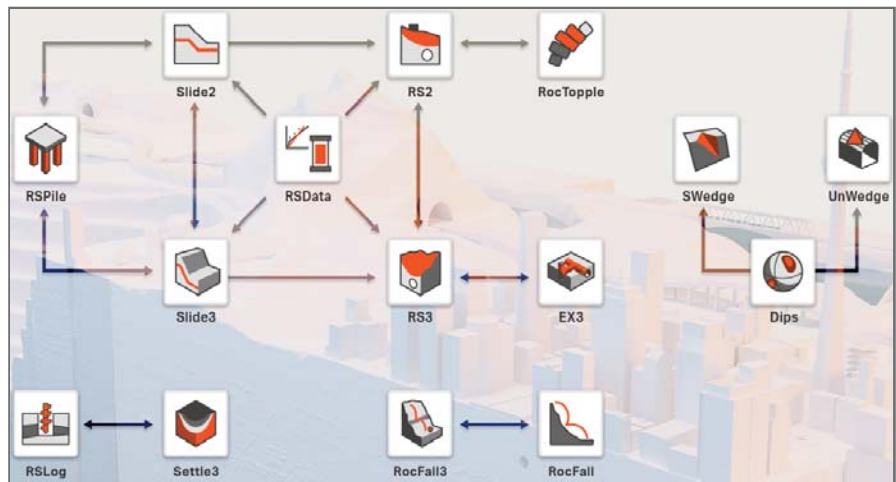 Slide2
RS2
RocTopple
RSPile
RSData
SWedge
UnWedge
Slide3
RS3
EX3
Dips
RSLog
Settle3
RocFall3
RocFall